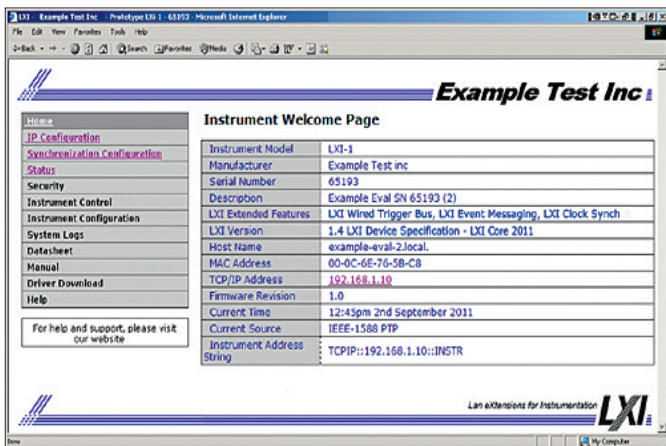 LXI - Example Test Inc - Prototype LXI 1 - 65193 - Microsoft Internet Explorer
File Edit View Favorites Tools Help
Back Search Favorites Media
Example Test Inc
Home
IP Configuration
Synchronization Configuration
Status
Security
Instrument Control
Instrument Configuration
System Logs
Datasheet
Manual
Driver Download
Help
For help and support, please visit
our website
Instrument Welcome Page
Instrument Model LXI-1
Manufacturer Example Test inc
Serial Number 65193
Description Example Eval SN 65193 (2)
LXI Extended Features LXI Wired Trigger Bus, LXI Event Messaging, LXI Clock Synch
LXI Version 1.4 LXI Device Specification - LXI Core 2011
Host Name example-eval-2.local.
MAC Address 00-0C-6E-76-5B-C8
TCP/IP Address 192.168.1.10
Firmware Revision 1.0
Current Time 12:45pm 2nd September 2011
Current Source IEEE-1588 PTP
Instrument Address
String TCPIP::192.168.1.10::INSTR
Lan eXtensions for Instrumentation LXI
Done My Computer